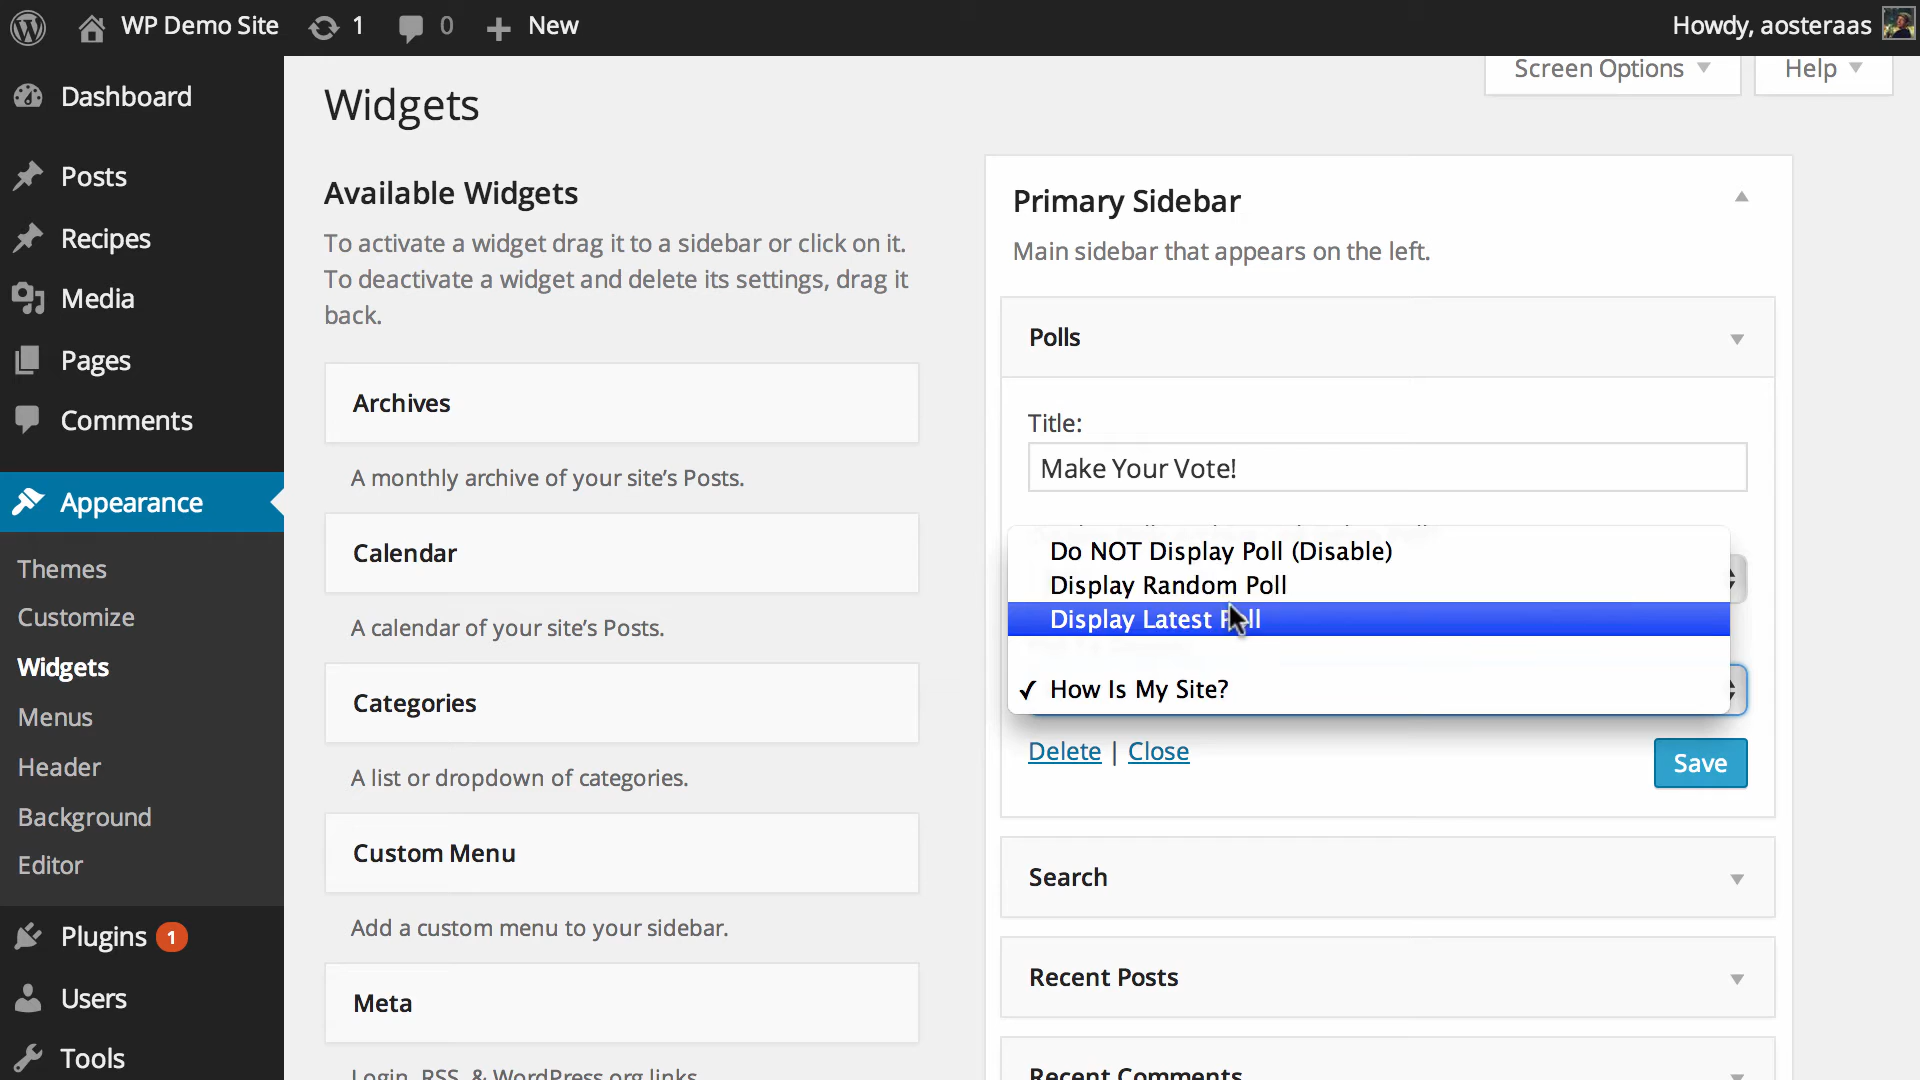 WP Demo Site 1 0 New Howdy, aosteraas
Screen Options Help
Dashboard
Posts
Recipes
Media
Pages
Comments
Appearance
Themes
Customize
Widgets
Menus
Header
Background
Editor
Plugins 1
Users
Tools
Widgets
Available Widgets
To activate a widget drag it to a sidebar or click on it.
To deactivate a widget and delete its settings, drag it
back.
Archives
A monthly archive of your site's Posts.
Calendar
A calendar of your site's Posts.
Categories
A list or dropdown of categories.
Custom Menu
Add a custom menu to your sidebar.
Meta
Login, RSS, & WordPress.org links.
Primary Sidebar
Main sidebar that appears on the left.
Polls
Title:
Make Your Vote!
Do NOT Display Poll (Disable)
Display Random Poll
Display Latest Poll
✓ How Is My Site?
Delete | Close
Save
Search
Recent Posts
Recent Comments